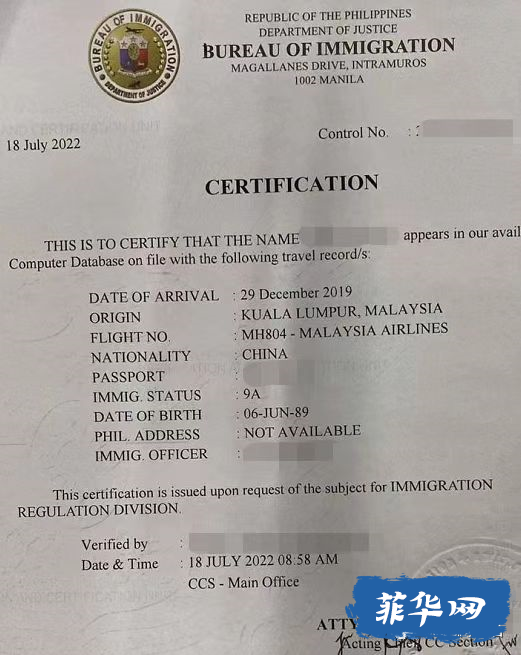 REPUBLIC OF THE PHILIPPINES
DEPARTMENT OF JUSTICE
BUREAU OF IMMIGRATION
MAGALLANES DRIVE, INTRAMUROS
1002 MANILA
BUREAU OF IMMIGRATION
DEPARTMENT OF JUSTICE
18 July 2022
Control No. :
CERTIFICATION
THIS IS TO CERTIFY THAT THE NAME appears in our avail
Computer Database on file with the following travel record/s:
DATE OF ARRIVAL : 29 December 2019
ORIGIN : KUALA LUMPUR, MALAYSIA
FLIGHT NO. : MH804 - MALAYSIA AIRLINES
NATIONALITY : CHINA
PASSPORT :
IMMIG. STATUS : 9A
DATE OF BIRTH : 06-JUN-89
PHIL. ADDRESS : NOT AVAILABLE
IMMIG. OFFICER :
This certification is issued upon request of the subject for IMMIGRATION
REGULATION DIVISION.
Verified by :
Date & Time : 18 JULY 2022 08:58 AM
CCS - Main Office
菲华网
ATTY
Acting Chief CC Section